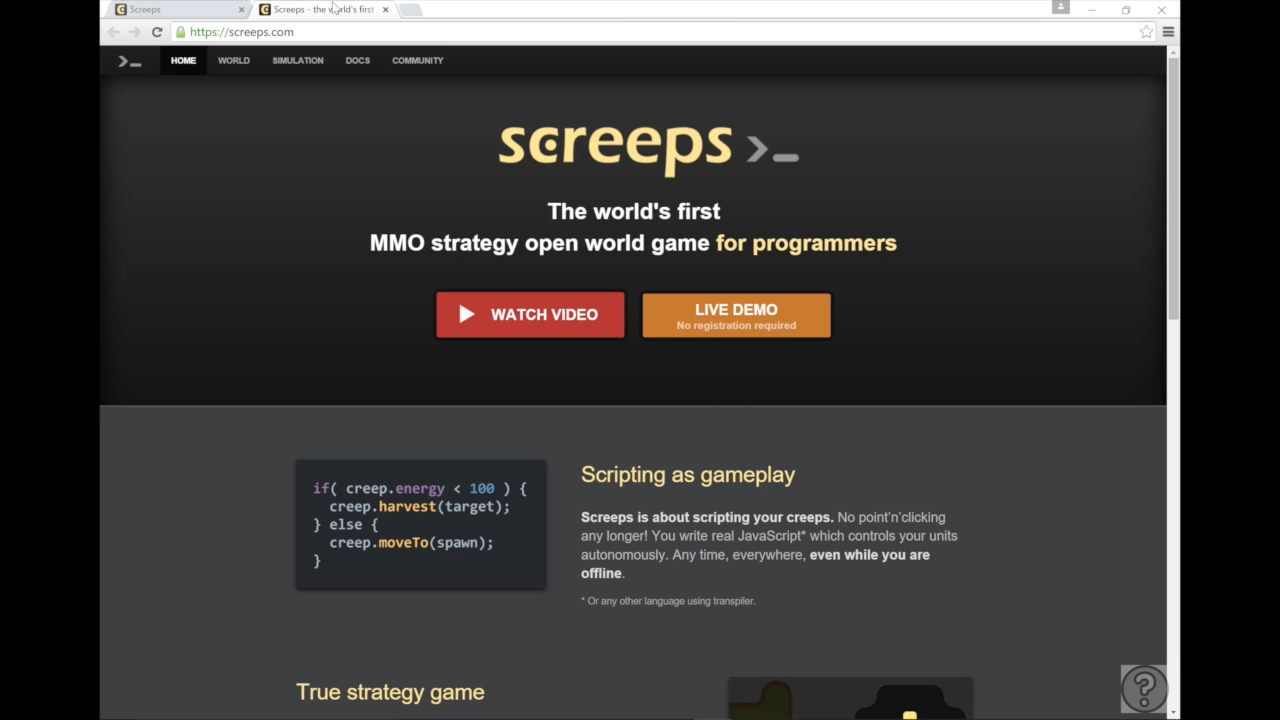 Screeps
Screeps - the world's first
https://screeps.com
HOME WORLD SIMULATION DOCS COMMUNITY
screeps >_
The world's first
MMO strategy open world game for programmers
WATCH VIDEO
LIVE DEMO
No registration required
if( creep.energy < 100 ) {
creep.harvest(target);
} else {
creep.moveTo(spawn);
}
Scripting as gameplay
Screeps is about scripting your creeps. No point'n'clicking
any longer! You write real JavaScript* which controls your units
autonomously. Any time, everywhere, even while you are
offline.
* Or any other language using transpiler.
True strategy game
?